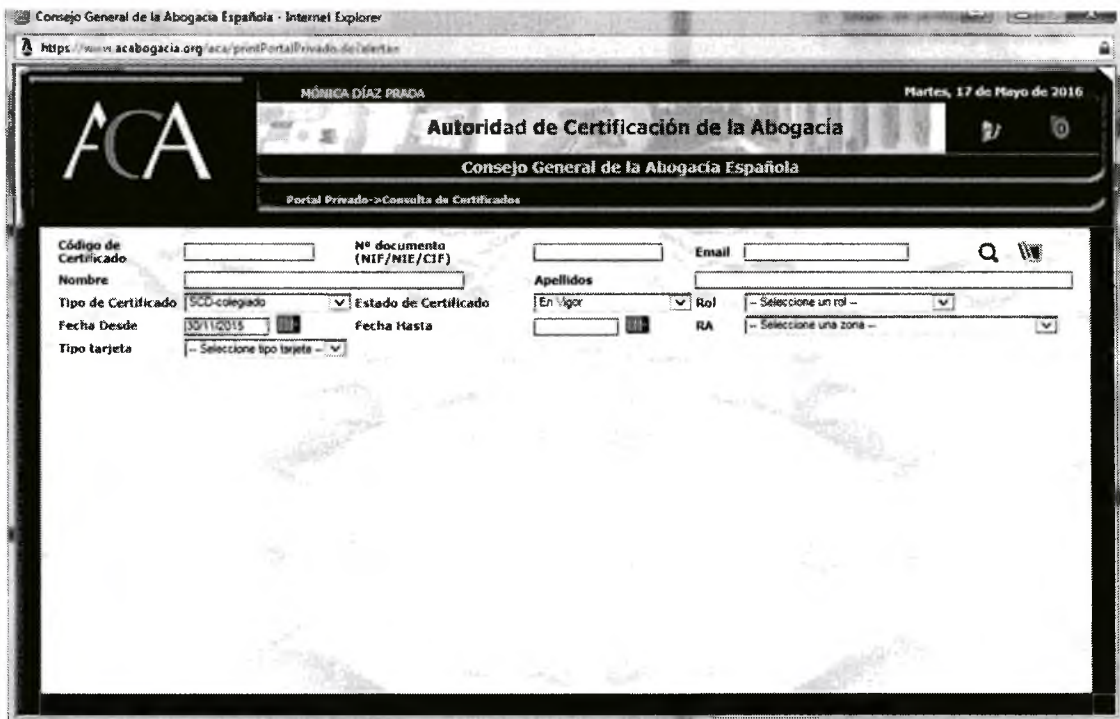 Consejo General de la Abogacía Española - Internet Explorer
https://www.acabogacia.org/aca/printPortalPrivado.do?alerta=
ACA
MÓNICA DÍAZ PRADA
Martes, 17 de Mayo de 2016
Autoridad de Certificación de la Abogacía
Consejo General de la Abogacía Española
Portal Privado->Consulta de Certificados
Código de Certificado
Nº documento (NIF/NIE/CIF)
Email
Nombre
Apellidos
Tipo de Certificado SCD-colegiado Estado de Certificado En Vigor Rol -- Seleccione un rol --
Fecha Desde 30/11/2015 Fecha Hasta RA -- Seleccione una zona --
Tipo tarjeta -- Seleccione tipo tarjeta --